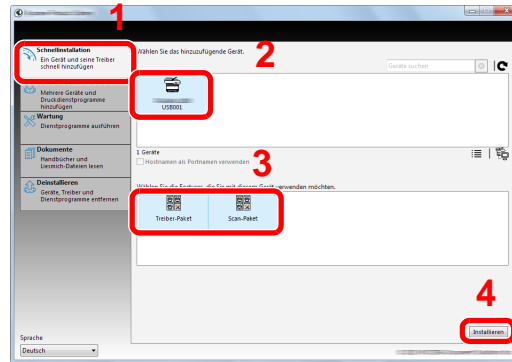 1
Schnellinstallation
Ein Gerät und seine Treiber
schnell hinzufügen
Mehrere Geräte und
Druckdienstprogramme
hinzufügen
Wartung
Dienstprogramme ausführen
Dokumente
Handbücher und
Liesmich-Dateien lesen
Deinstallieren
Geräte, Treiber und
Dienstprogramme entfernen
Sprache
Deutsch
Wählen Sie das hinzuzufügende Gerät.
2
Geräte suchen
USB001
1 Geräte
Hostnamen als Portnamen verwenden
3
Wählen Sie die Features, die Sie mit diesem Gerät verwenden möchten.
Treiber-Paket
Scan-Paket
4
Installieren